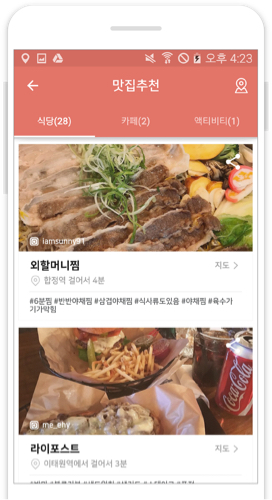 오후 4:23
맛집추천
식당(28) 카페(2) 액티비티(1)
iamsunny91
외할머니찜 지도
합정역 걸어서 4분
#6분찜 #반반야채찜 #삼겹야채찜 #식사류도있음 #야채찜 #육수가
기가막힘
Coca-Cola
me_ehy
라이포스트 지도
이태원역에서 걸어서 3분